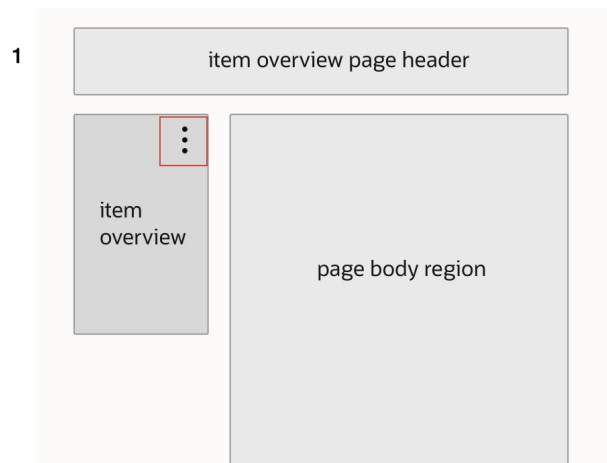 1
item overview page header
item
overview
page body region